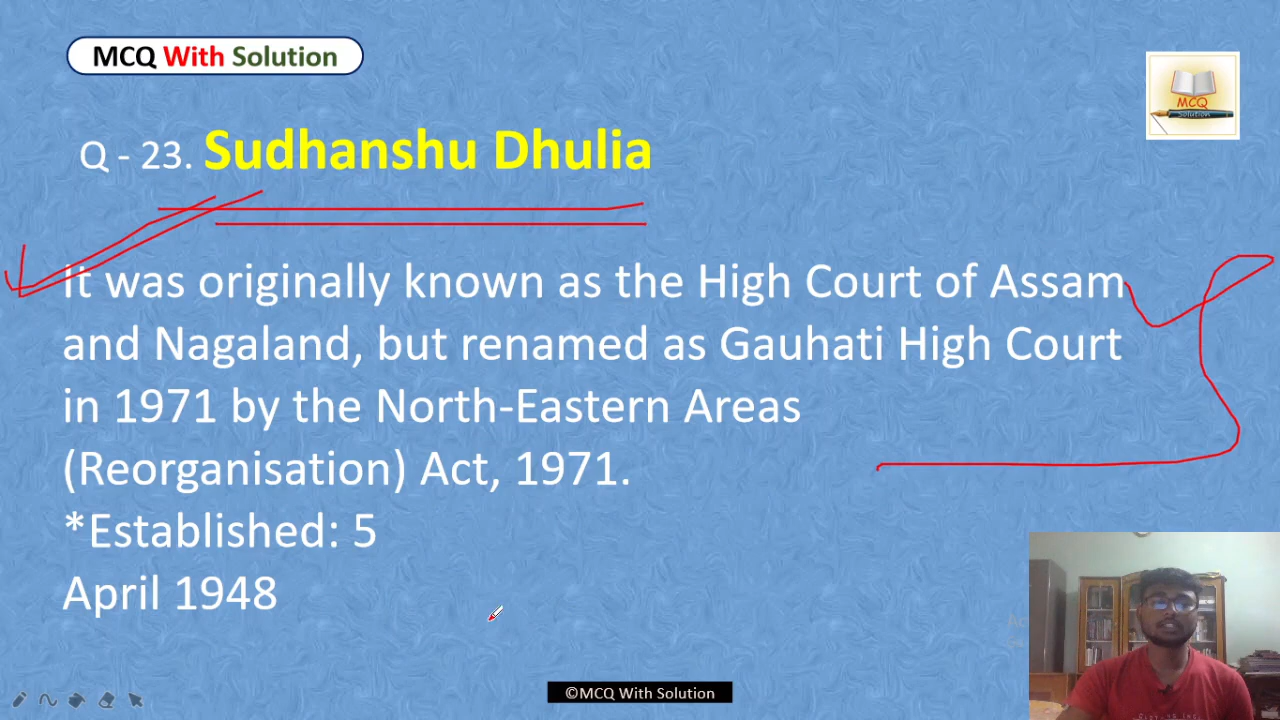 MCQ With Solution
MCQ
Solution
Q - 23. Sudhanshu Dhulia
It was originally known as the High Court of Assam
and Nagaland, but renamed as Gauhati High Court
in 1971 by the North-Eastern Areas
(Reorganisation) Act, 1971.
*Established: 5
April 1948
©MCQ With Solution